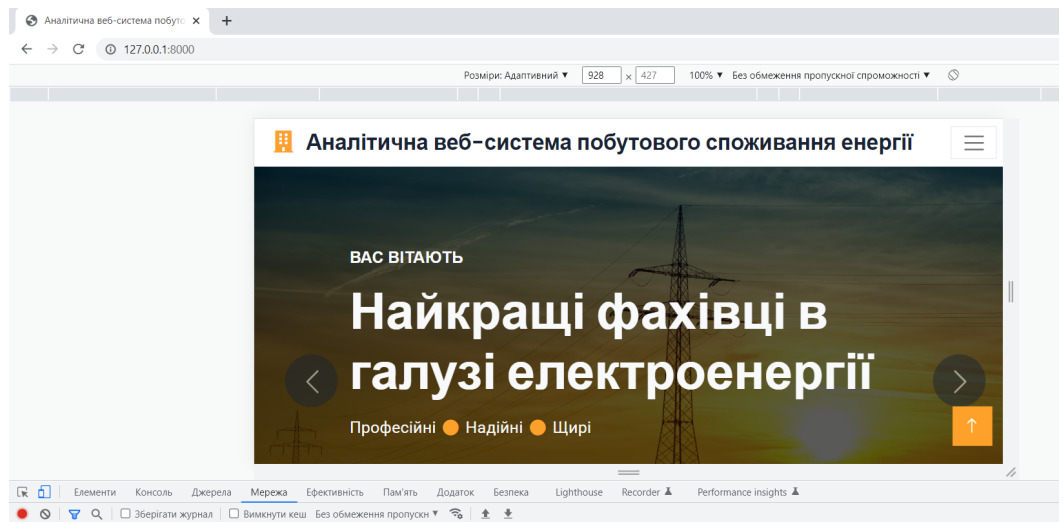 Аналітична веб-система побуто
127.0.0.1:8000
Розміри: Адаптивний ▼ 928 × 427 100% ▼ Без обмеження пропускної спроможності ▼
Аналітична веб-система побутового споживання енергії
ВАС ВІТАЮТЬ
Найкращі фахівці в
галузі електроенергії
Професійні Надійні Щирі
Елементи Консоль Джерела Мережа Ефективність Пам'ять Додаток Безпека Lighthouse Recorder Performance insights
Зберігати журнал Вимкнути кеш Без обмеження пропускн ▼